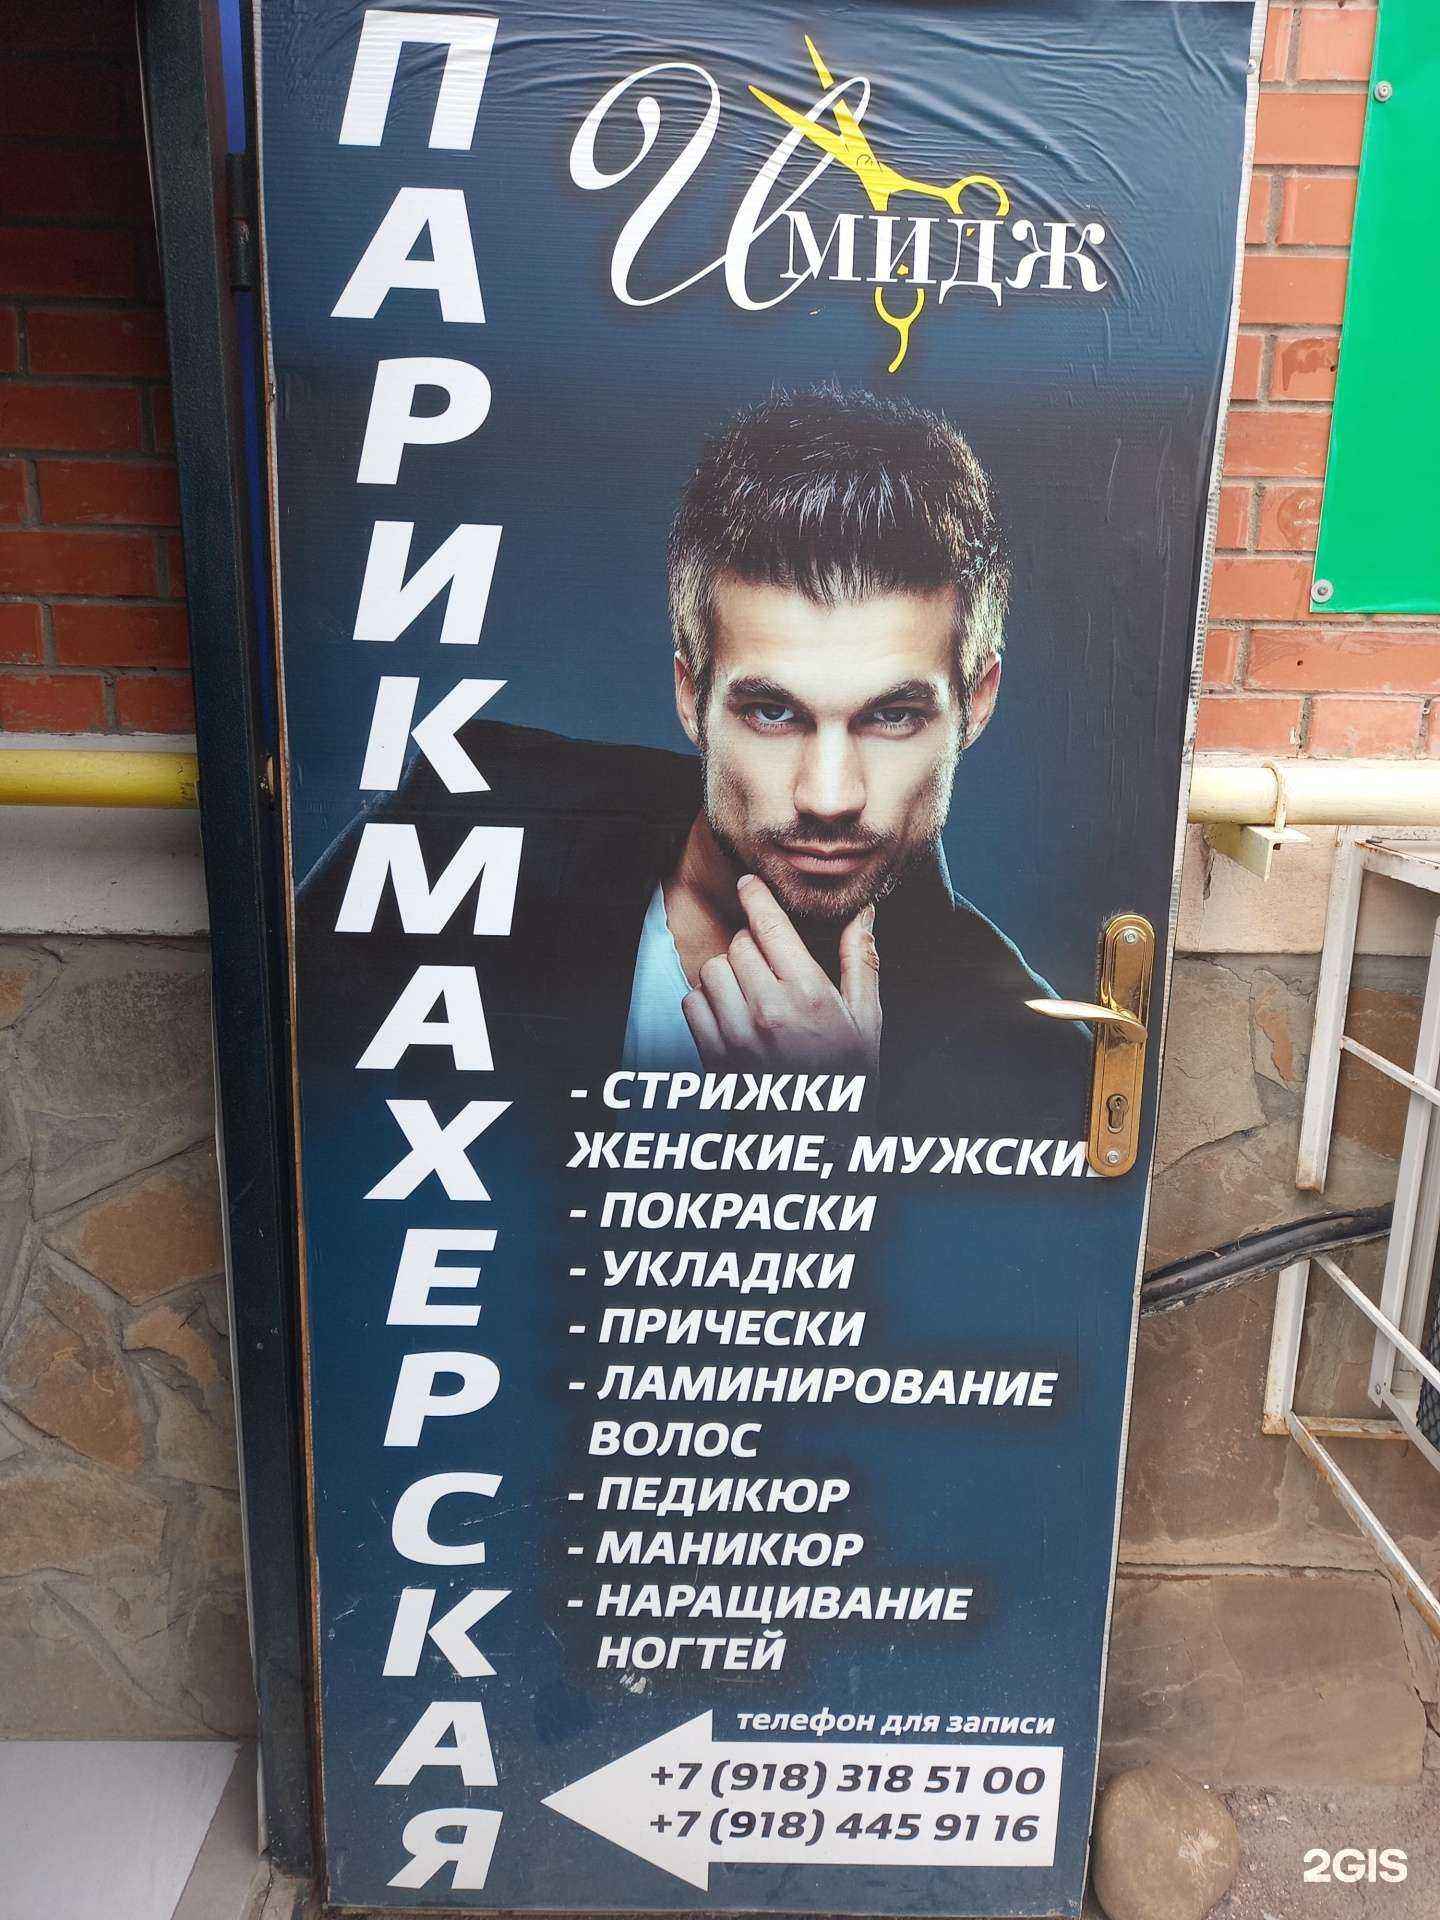 ПАРИКМАХЕРСКАЯ
Имидж
- СТРИЖКИ
ЖЕНСКИЕ, МУЖСКИЕ
- ПОКРАСКИ
- УКЛАДКИ
- ПРИЧЕСКИ
- ЛАМИНИРОВАНИЕ
ВОЛОС
- ПЕДИКЮР
- МАНИКЮР
- НАРАЩИВАНИЕ
НОГТЕЙ
телефон для записи
+7 (918) 318 51 00
+7 (918) 445 91 16
2GIS